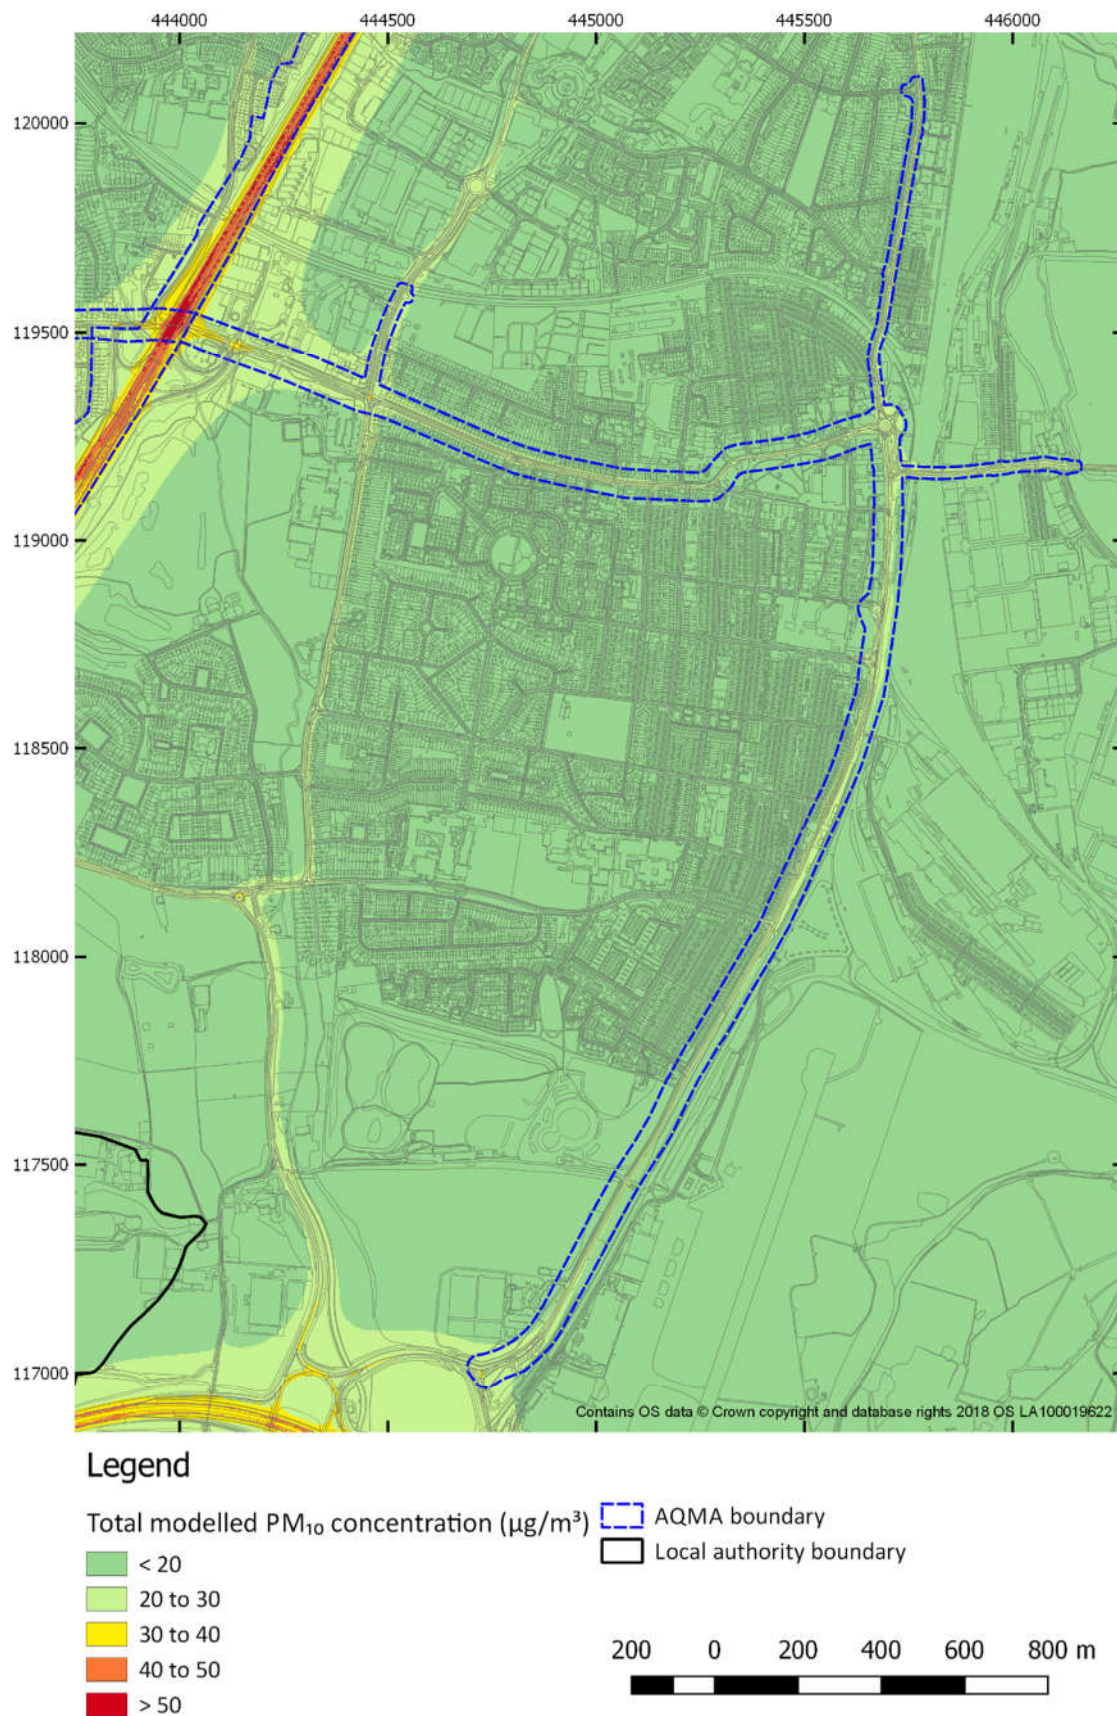 444000 444500 445000 445500 446000
120000
119500
119000
118500
118000
117500
117000
Contains OS data © Crown copyright and database rights 2018 OS LA100019622
Legend
Total modelled PM₁₀ concentration (µg/m³)
< 20
20 to 30
30 to 40
40 to 50
> 50
AQMA boundary
Local authority boundary
200 0 200 400 600 800 m